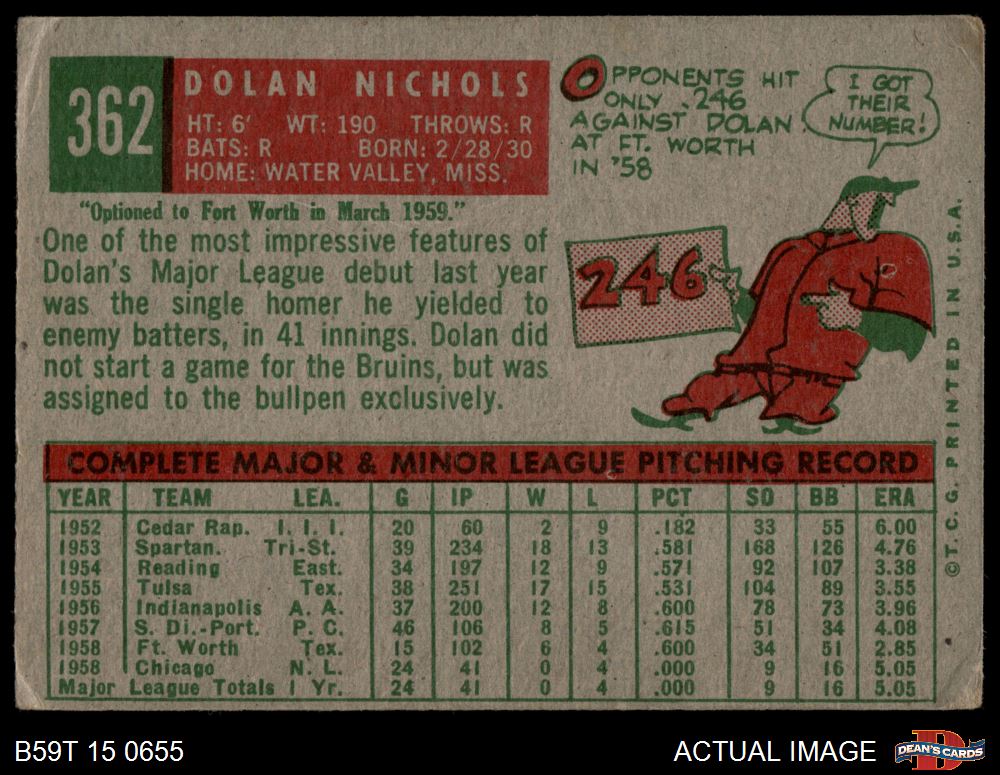 362
DOLAN NICHOLS
HT: 6' WT: 190 THROWS: R
BATS: R BORN: 2/28/30
HOME: WATER VALLEY, MISS.
OPPONENTS HIT
ONLY .246
AGAINST DOLAN
AT FT. WORTH
IN '58
I GOT
THEIR
NUMBER!
246
"Optioned to Fort Worth in March 1959."
One of the most impressive features of
Dolan's Major League debut last year
was the single homer he yielded to
enemy batters, in 41 innings. Dolan did
not start a game for the Bruins, but was
assigned to the bullpen exclusively.
COMPLETE MAJOR & MINOR LEAGUE PITCHING RECORD
YEAR TEAM LEA. G IP W L PCT SO BB ERA
1952 Cedar Rap. I. I. I. 20 60 2 9 .182 33 55 6.00
1953 Spartan. Tri-St. 39 234 18 13 .581 168 126 4.76
1954 Reading East. 34 197 12 9 .571 92 107 3.38
1955 Tulsa Tex. 38 251 17 15 .531 104 89 3.55
1956 Indianapolis A. A. 37 200 12 8 .600 78 73 3.96
1957 S. Di.-Port. P. C. 46 106 8 5 .615 51 34 4.08
1958 Ft. Worth Tex. 15 102 6 4 .600 34 51 2.85
1958 Chicago N. L. 24 41 0 4 .000 9 16 5.05
Major League Totals 1 Yr. 24 41 0 4 .000 9 16 5.05
©T. C. G. PRINTED IN U.S.A.
B59T 15 0655
ACTUAL IMAGE
D
DEAN'S CARDS